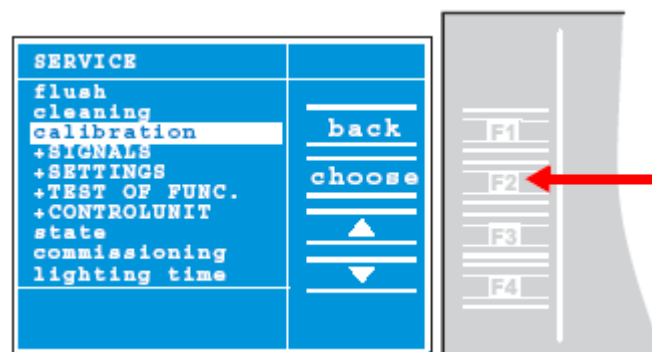 SERVICE
flush
cleaning
calibration
+SIGNALS
+SETTINGS
+TEST OF FUNC.
+CONTROLUNIT
state
commissioning
lighting time
back
choose
F1
F2
F3
F4